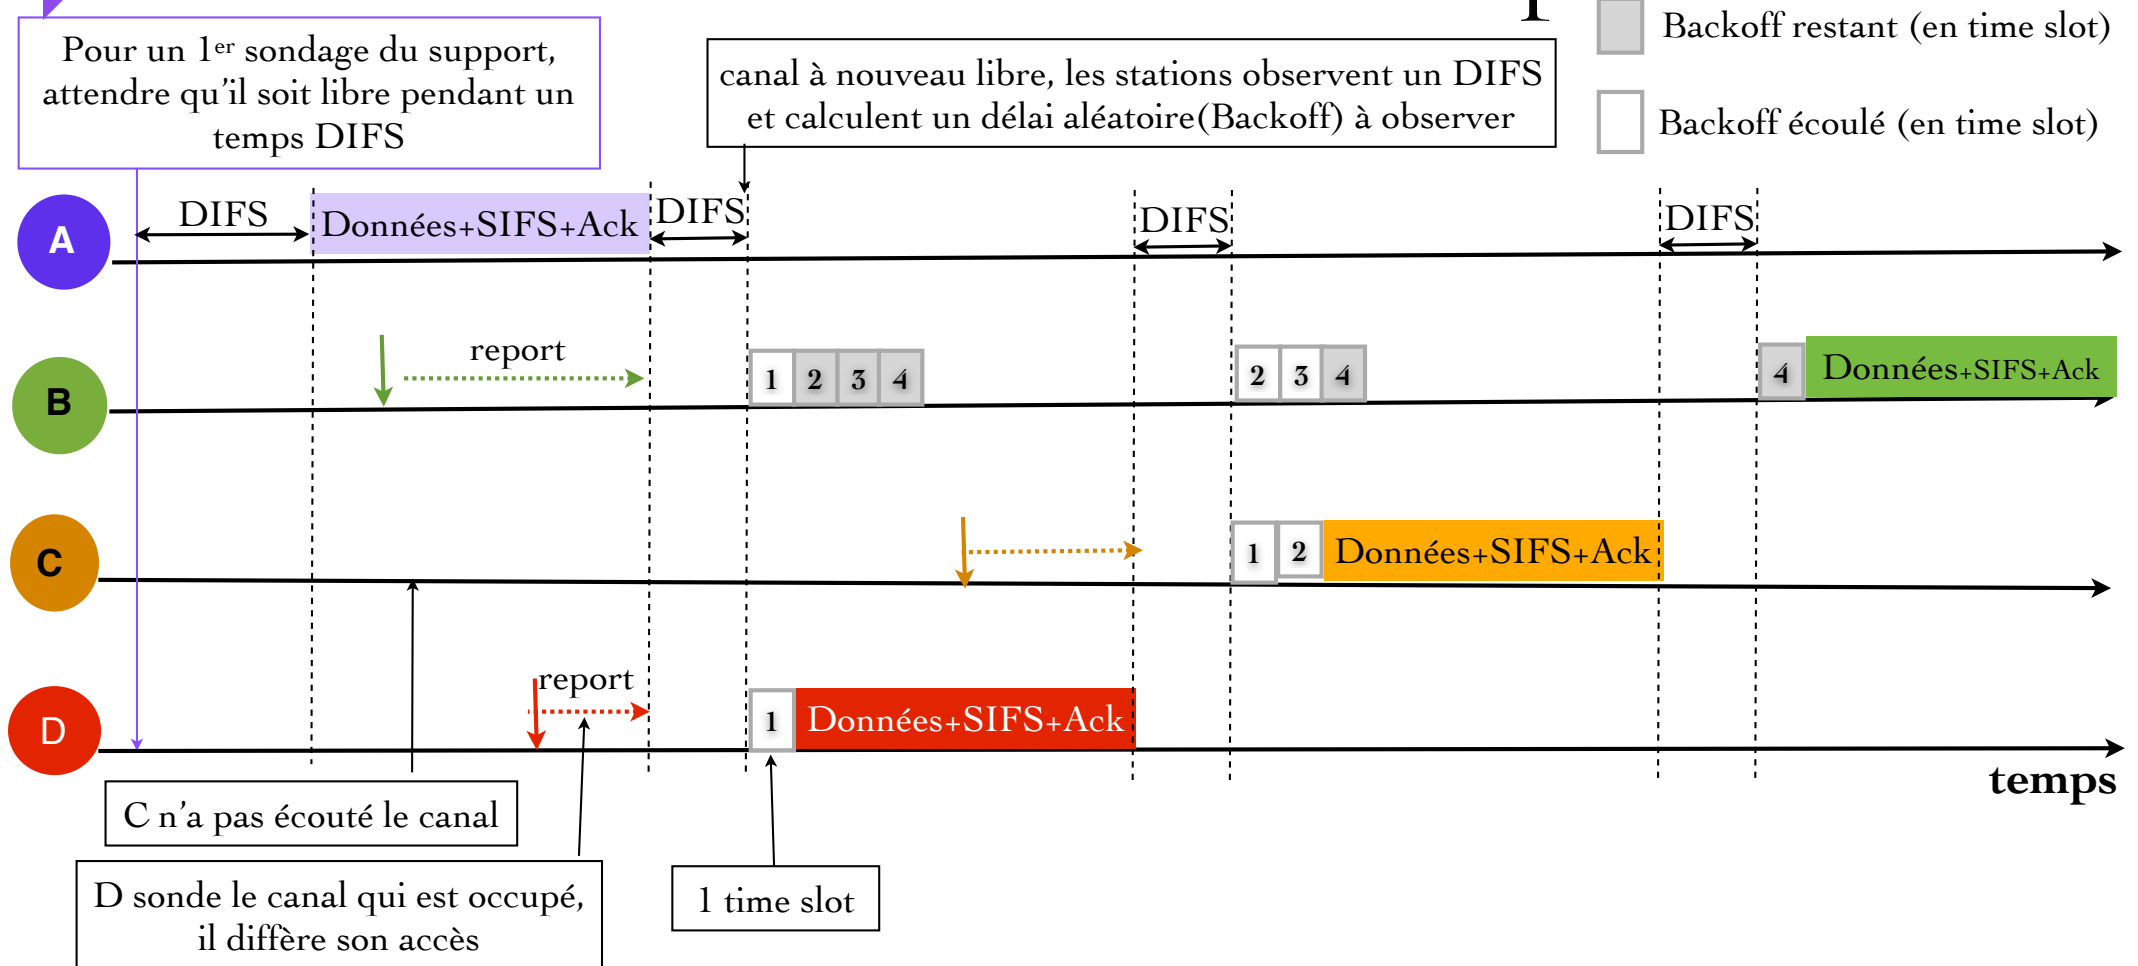 Pour un 1er sondage du support,
attendre qu'il soit libre pendant un
temps DIFS
canal à nouveau libre, les stations observent un DIFS
et calculent un délai aléatoire(Backoff) à observer
Backoff restant (en time slot)
Backoff écoulé (en time slot)
A
DIFS
Données+SIFS+Ack
DIFS
DIFS
DIFS
B
report
1 2 3 4
2 3 4
4
Données+SIFS+Ack
C
1 2
Données+SIFS+Ack
D
report
1
Données+SIFS+Ack
temps
C n'a pas écouté le canal
D sonde le canal qui est occupé,
il diffère son accès
1 time slot